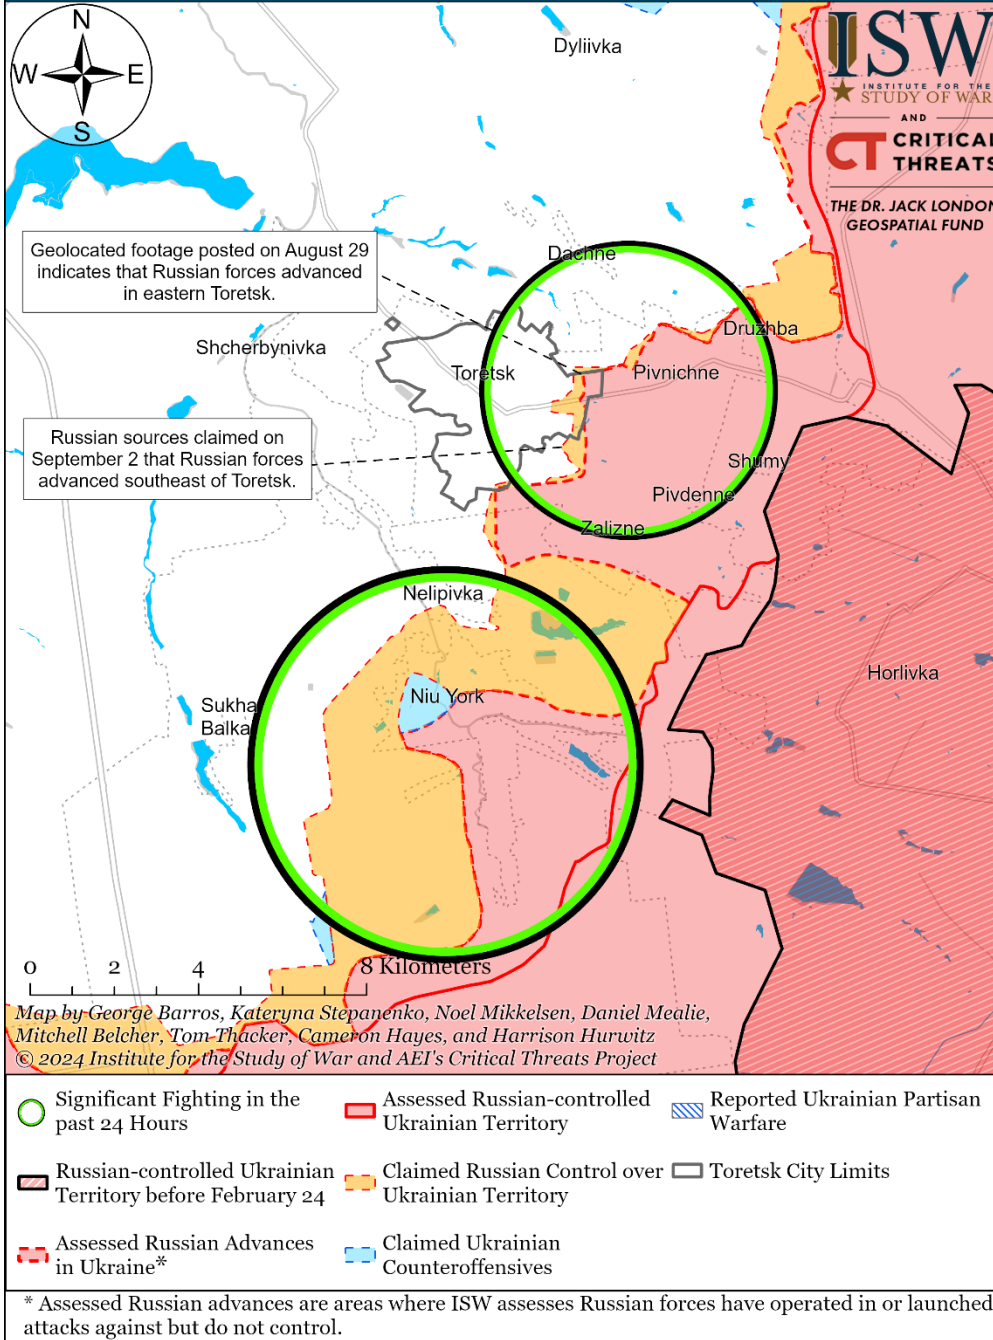 N
W
E
S
Dyliivka
ISW
INSTITUTE FOR THE
STUDY OF WAR
AND
CT CRITICAL
THREATS
THE DR. JACK LONDON
GEOSPATIAL FUND
Geolocated footage posted on August 29
indicates that Russian forces advanced
in eastern Toretsk.
Dachne
Druzhba
Shcherbynivka
Toretsk
Pivnichne
Russian sources claimed on
September 2 that Russian forces
advanced southeast of Toretsk.
Shumy
Pivdenne
Zalizne
Nelipivka
Horlivka
Niu York
Sukha
Balka
0 2 4 8 Kilometers
Map by George Barros, Kateryna Stepanenko, Noel Mikkelsen, Daniel Mealie,
Mitchell Belcher, Tom Thacker, Cameron Hayes, and Harrison Hurwitz
© 2024 Institute for the Study of War and AEI's Critical Threats Project
Significant Fighting in the
past 24 Hours
Assessed Russian-controlled
Ukrainian Territory
Reported Ukrainian Partisan
Warfare
Russian-controlled Ukrainian
Territory before February 24
Claimed Russian Control over
Ukrainian Territory
Toretsk City Limits
Assessed Russian Advances
in Ukraine*
Claimed Ukrainian
Counteroffensives
* Assessed Russian advances are areas where ISW assesses Russian forces have operated in or launched
attacks against but do not control.